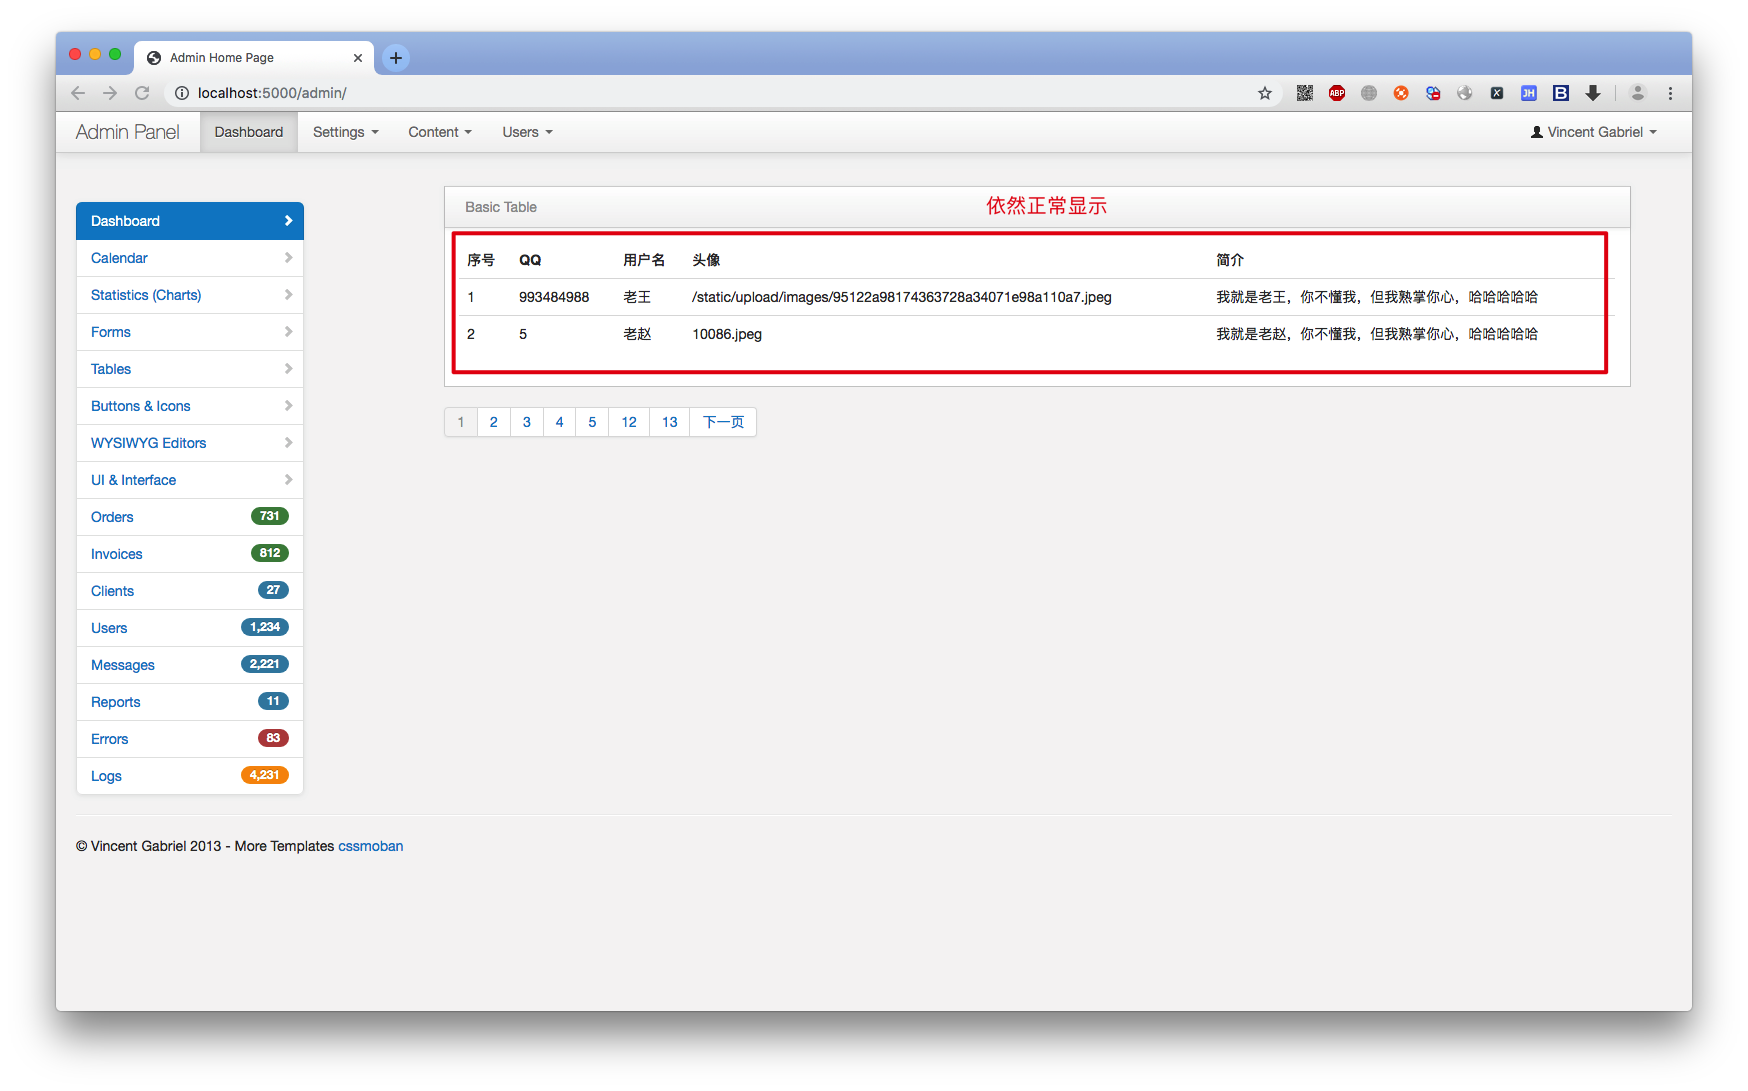 Admin Home Page
localhost:5000/admin/
ABP
X
JH
B
Admin Panel
Dashboard
Settings
Content
Users
Vincent Gabriel
Dashboard
Calendar
Statistics (Charts)
Forms
Tables
Buttons & Icons
WYSIWYG Editors
UI & Interface
Orders 731
Invoices 812
Clients 27
Users 1,234
Messages 2,221
Reports 11
Errors 83
Logs 4,231
Basic Table
依然正常显示
序号 QQ 用户名 头像 简介
1 993484988 老王 /static/upload/images/95122a98174363728a34071e98a110a7.jpeg 我就是老王，你不懂我，但我熟掌你心，哈哈哈哈哈
2 5 老赵 10086.jpeg 我就是老赵，你不懂我，但我熟掌你心，哈哈哈哈哈
1 2 3 4 5 12 13 下一页
© Vincent Gabriel 2013 - More Templates cssmoban